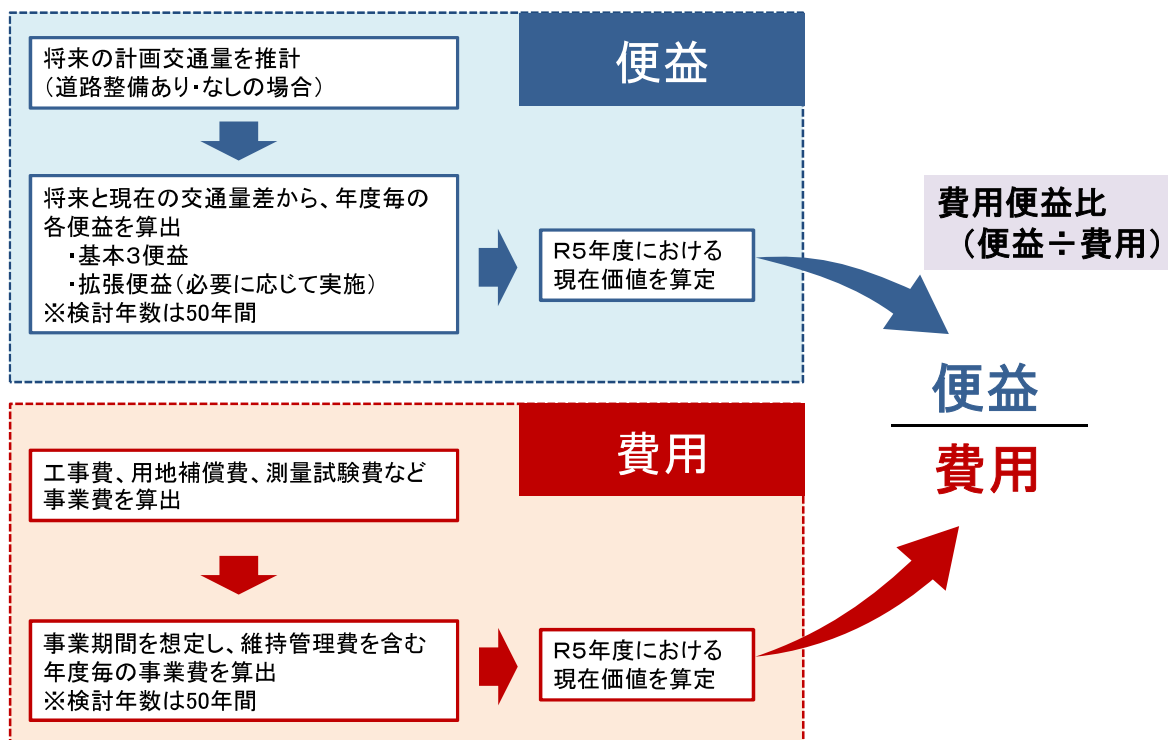 便益
将来の計画交通量を推計
(道路整備あり・なしの場合)
将来と現在の交通量差から、年度毎の
各便益を算出
・基本3便益
・拡張便益(必要に応じて実施)
※検討年数は50年間
R5年度における
現在価値を算定
費用便益比
(便益÷費用)
便益
費用
費用
工事費、用地補償費、測量試験費など
事業費を算出
事業期間を想定し、維持管理費を含む
年度毎の事業費を算出
※検討年数は50年間
R5年度における
現在価値を算定